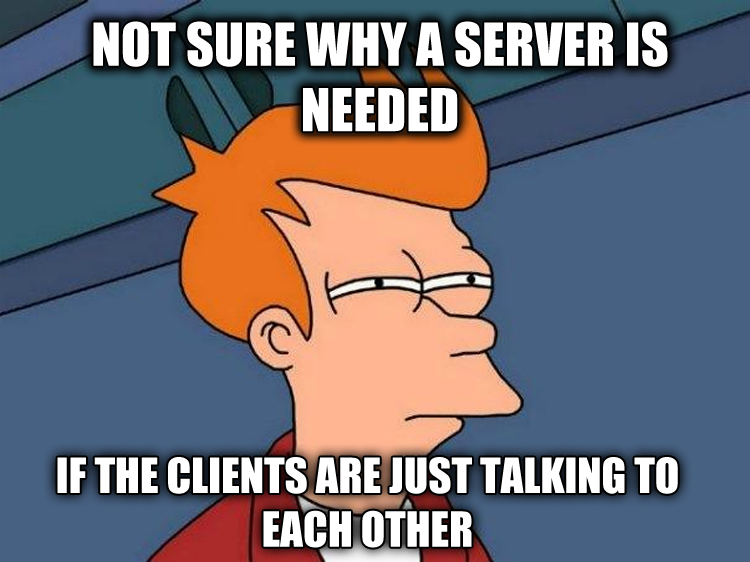 NOT SURE WHY A SERVER IS
NEEDED
IF THE CLIENTS ARE JUST TALKING TO
EACH OTHER